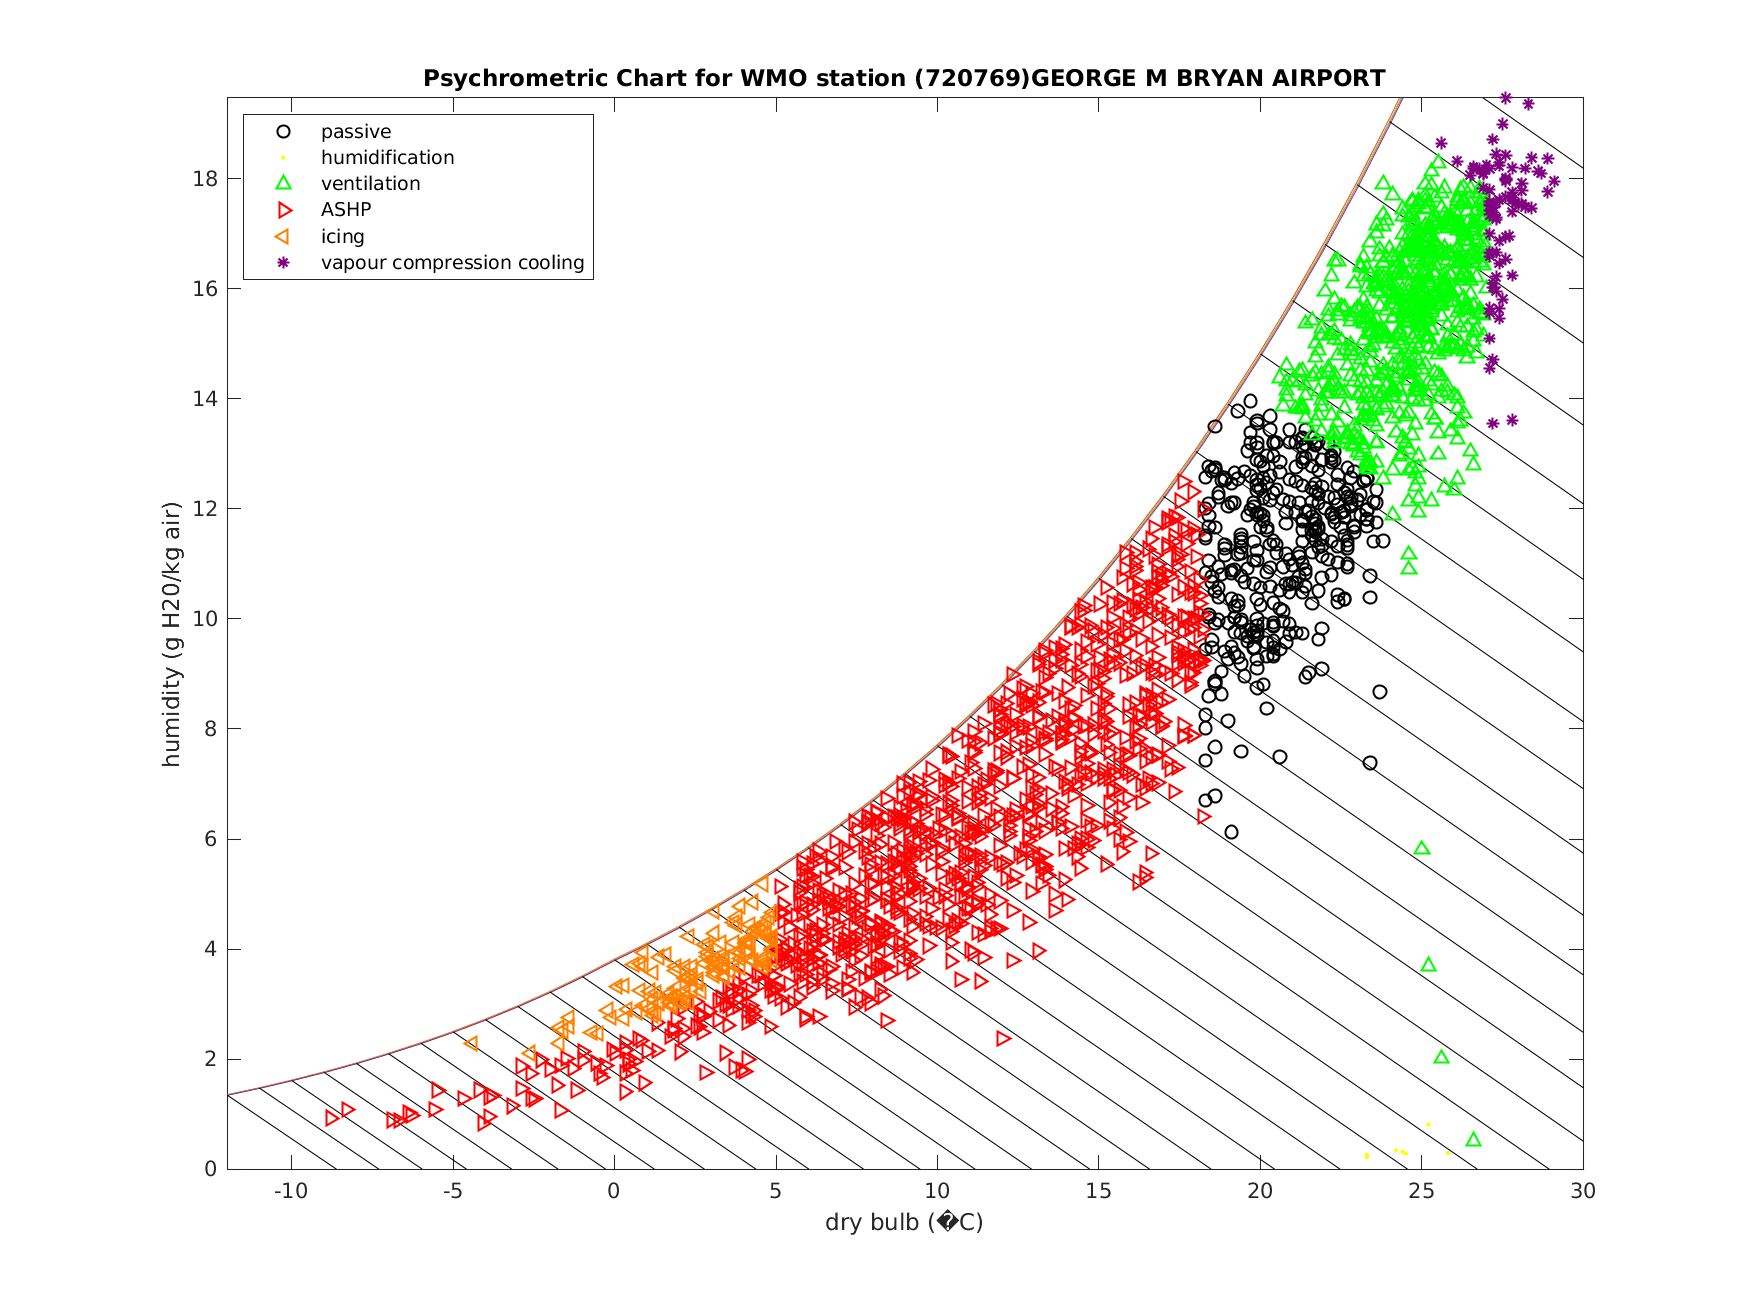 Psychrometric Chart for WMO station (720769)GEORGE M BRYAN AIRPORT
passive
humidification
ventilation
ASHP
icing
vapour compression cooling
humidity (g H20/kg air)
18
16
14
12
10
8
6
4
2
0
-10 -5 0 5 10 15 20 25 30
dry bulb (�C)